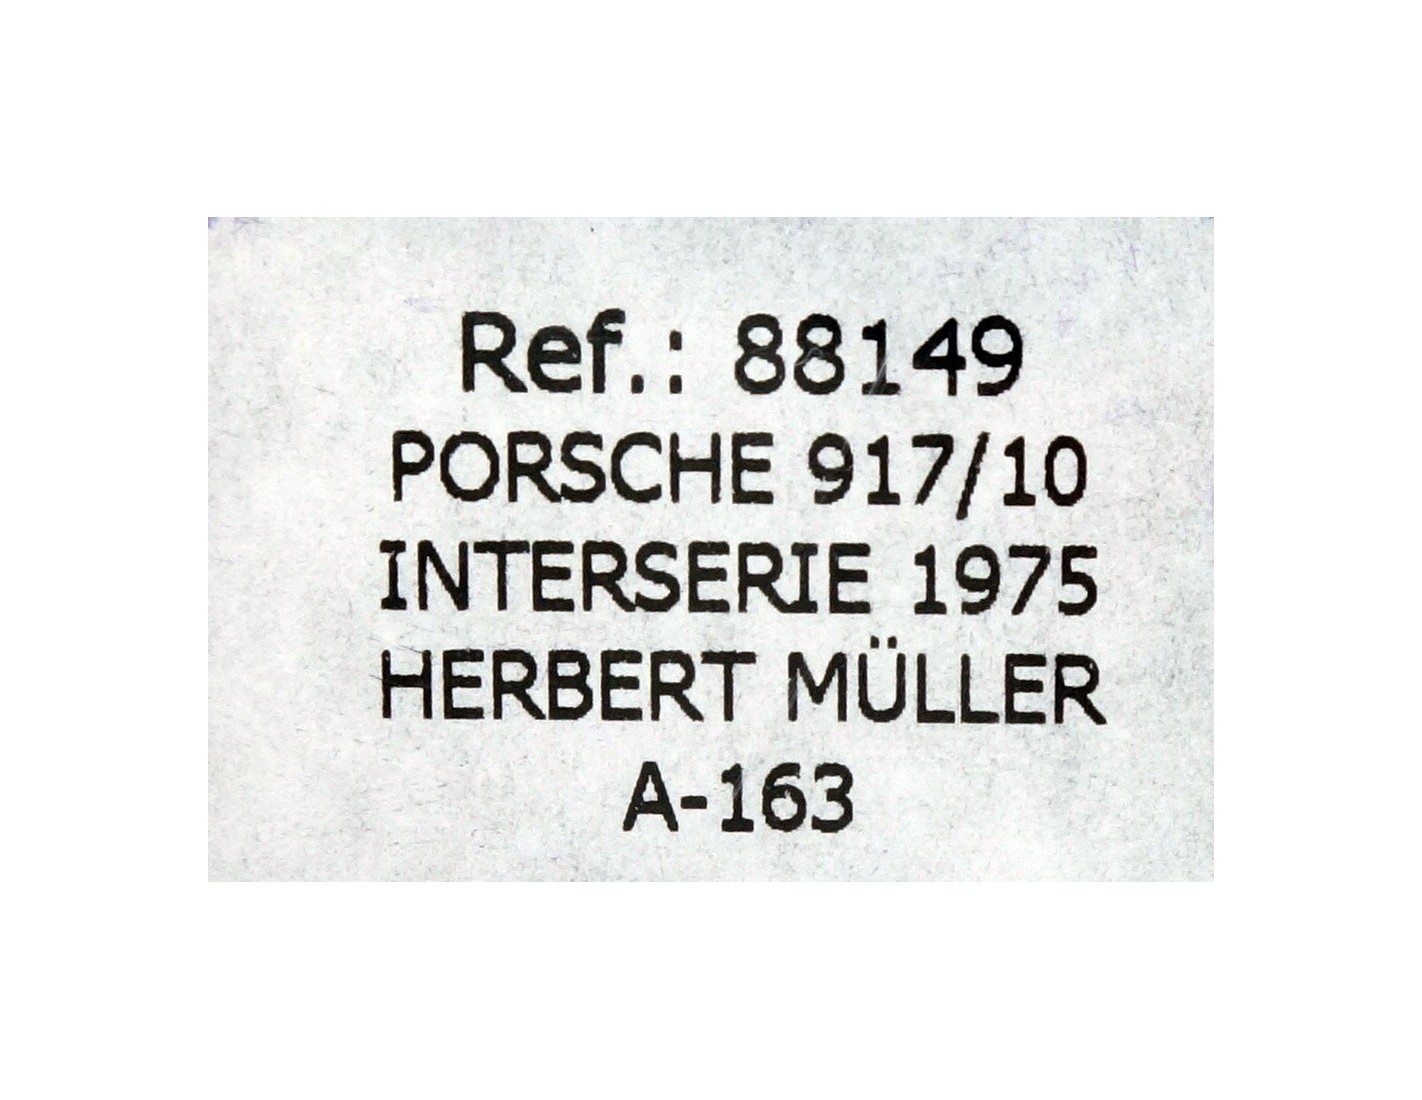 Ref.: 88149
PORSCHE 917/10
INTERSERIE 1975
HERBERT MÜLLER
A-163